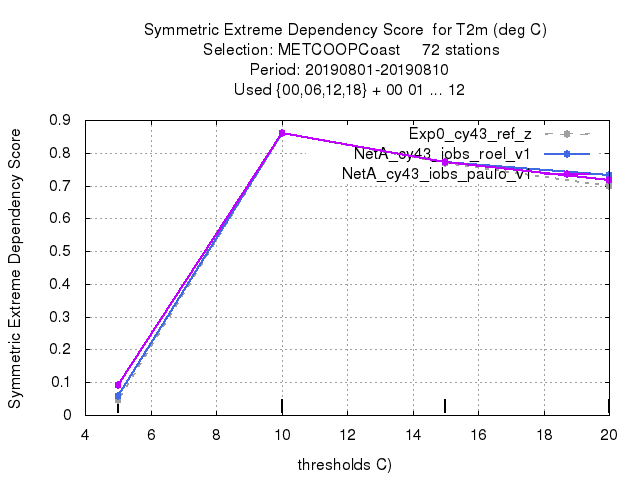 Symmetric Extreme Dependency Score for T2m (deg C)
Selection: METCOOPCoast 72 stations
Period: 20190801-20190810
Used {00,06,12,18} + 00 01 ... 12
Symmetric Extreme Dependency Score
0.9
0.8
0.7
0.6
0.5
0.4
0.3
0.2
0.1
0
Exp0_cy43_ref_z
NetA_cy43_iobs_roel_v1
NetA_cy43_iobs_paulo_v1
4 6 8 10 12 14 16 18 20
thresholds C)